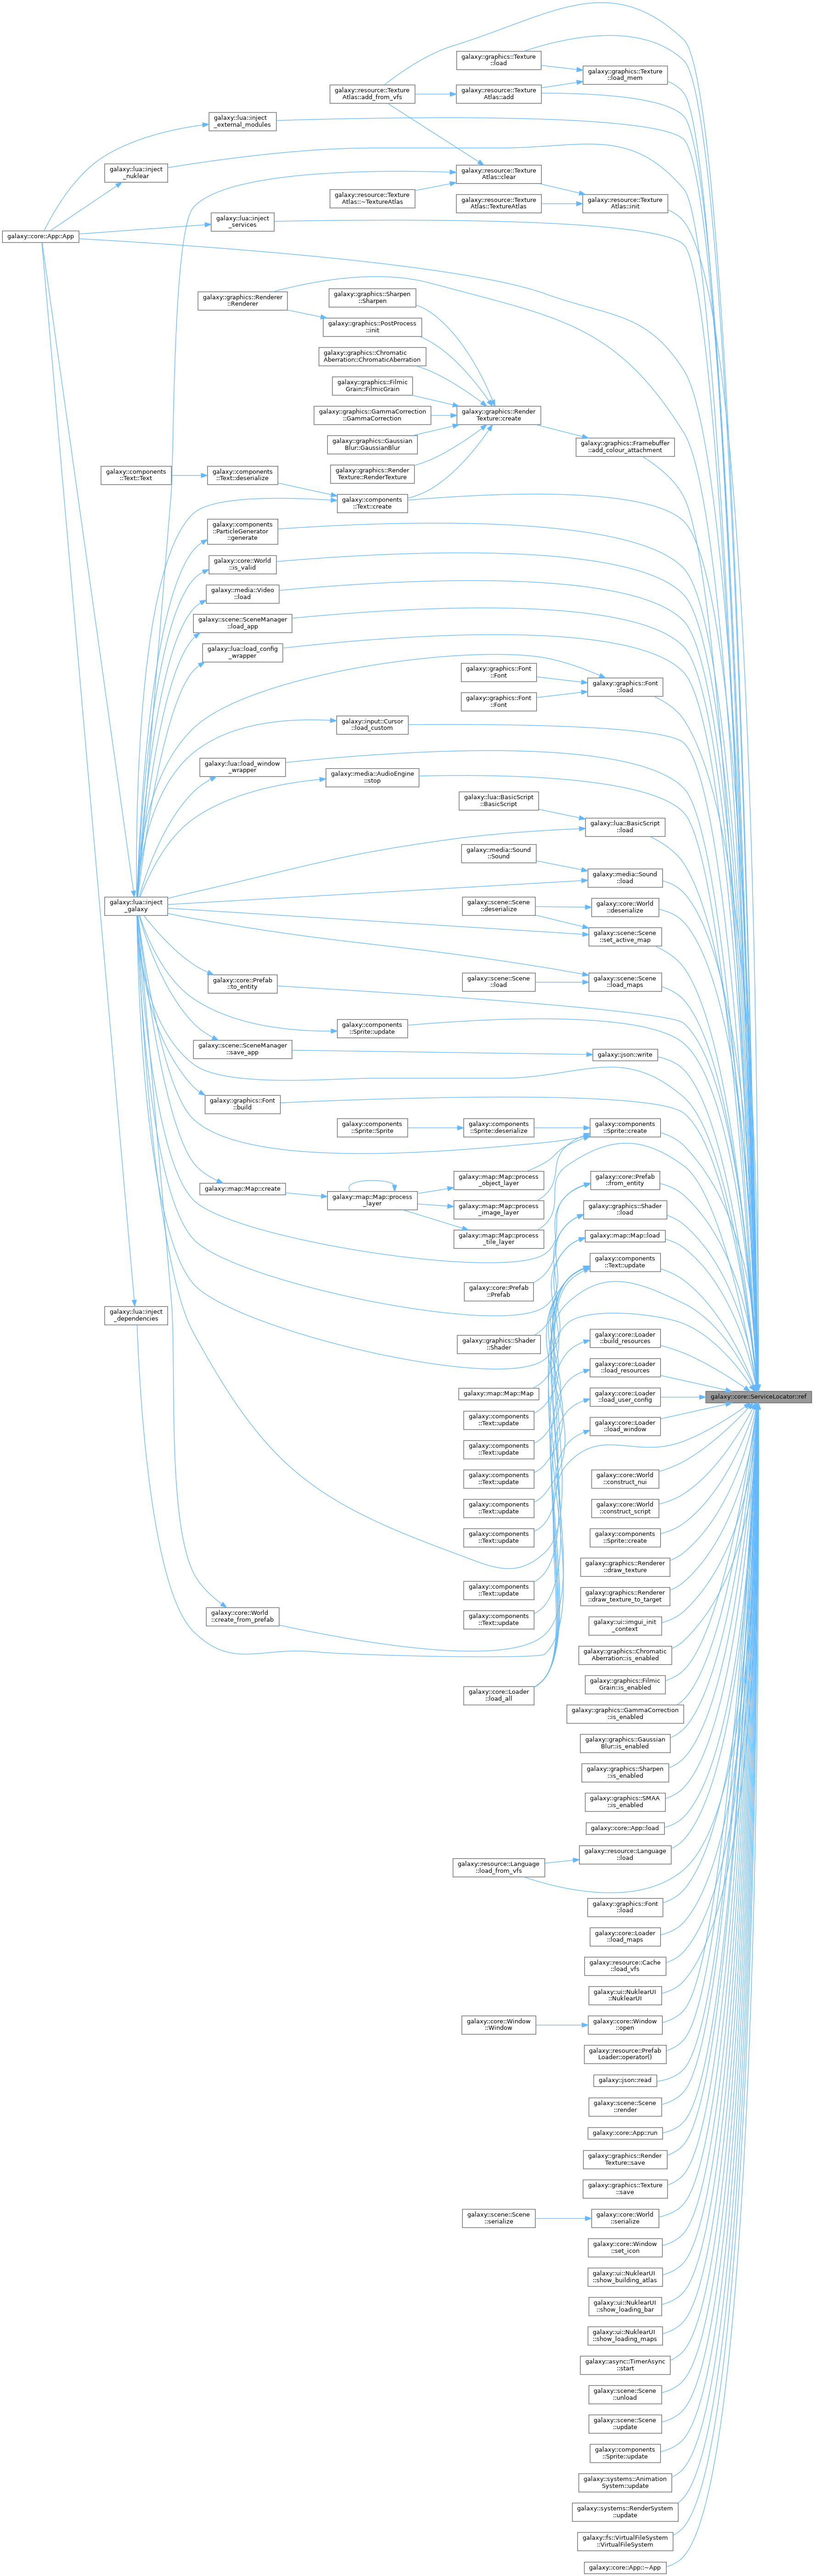 galaxy::graphics::Texture
::load
galaxy::graphics::Texture
::load_mem
galaxy::resource::Texture
Atlas::add_from_vfs
galaxy::resource::Texture
Atlas::add
galaxy::lua::inject
_external_modules
galaxy::lua::inject
_nuklear
galaxy::resource::Texture
Atlas::clear
galaxy::resource::Texture
Atlas::~TextureAtlas
galaxy::resource::Texture
Atlas::TextureAtlas
galaxy::resource::Texture
Atlas::init
galaxy::lua::inject
_services
galaxy::core::App::App
galaxy::graphics::Renderer
::Renderer
galaxy::graphics::Sharpen
::Sharpen
galaxy::graphics::PostProcess
::init
galaxy::graphics::Chromatic
Aberration::ChromaticAberration
galaxy::graphics::Filmic
Grain::FilmicGrain
galaxy::graphics::GammaCorrection
::GammaCorrection
galaxy::graphics::Render
Texture::create
galaxy::graphics::Gaussian
Blur::GaussianBlur
galaxy::graphics::Framebuffer
::add_colour_attachment
galaxy::graphics::Render
Texture::RenderTexture
galaxy::components
::Text::Text
galaxy::components
::Text::deserialize
galaxy::components
::Text::create
galaxy::components
::ParticleGenerator
::generate
galaxy::core::World
::is_valid
galaxy::media::Video
::load
galaxy::scene::SceneManager
::load_app
galaxy::lua::load_config
_wrapper
galaxy::graphics::Font
::Font
galaxy::graphics::Font
::Font
galaxy::graphics::Font
::load
galaxy::input::Cursor
::load_custom
galaxy::lua::load_window
_wrapper
galaxy::media::AudioEngine
::stop
galaxy::lua::BasicScript
::BasicScript
galaxy::lua::BasicScript
::load
galaxy::media::Sound
::Sound
galaxy::media::Sound
::load
galaxy::lua::inject
_galaxy
galaxy::scene::Scene
::deserialize
galaxy::core::World
::deserialize
galaxy::scene::Scene
::set_active_map
galaxy::core::Prefab
::to_entity
galaxy::scene::Scene
::load
galaxy::scene::Scene
::load_maps
galaxy::components
::Sprite::update
galaxy::scene::SceneManager
::save_app
galaxy::json::write
galaxy::graphics::Font
::build
galaxy::components
::Sprite::Sprite
galaxy::components
::Sprite::deserialize
galaxy::components
::Sprite::create
galaxy::map::Map::create
galaxy::map::Map::process
_layer
galaxy::map::Map::process
_object_layer
galaxy::map::Map::process
_image_layer
galaxy::map::Map::process
_tile_layer
galaxy::core::Prefab
::from_entity
galaxy::graphics::Shader
::load
galaxy::map::Map::load
galaxy::components
::Text::update
galaxy::core::Prefab
::Prefab
galaxy::lua::inject
_dependencies
galaxy::graphics::Shader
::Shader
galaxy::core::Loader
::build_resources
galaxy::core::Loader
::load_resources
galaxy::map::Map::Map
galaxy::core::Loader
::load_user_config
galaxy::core::ServiceLocator::ref
galaxy::components
::Text::update
galaxy::core::Loader
::load_window
galaxy::components
::Text::update
galaxy::components
::Text::update
galaxy::core::World
::construct_nui
galaxy::components
::Text::update
galaxy::core::World
::construct_script
galaxy::components
::Text::update
galaxy::components
::Sprite::create
galaxy::graphics::Renderer
::draw_texture
galaxy::components
::Text::update
galaxy::graphics::Renderer
::draw_texture_to_target
galaxy::core::World
::create_from_prefab
galaxy::components
::Text::update
galaxy::ui::imgui_init
_context
galaxy::graphics::Chromatic
Aberration::is_enabled
galaxy::graphics::Filmic
Grain::is_enabled
galaxy::core::Loader
::load_all
galaxy::graphics::GammaCorrection
::is_enabled
galaxy::graphics::Gaussian
Blur::is_enabled
galaxy::graphics::Sharpen
::is_enabled
galaxy::graphics::SMAA
::is_enabled
galaxy::core::App::load
galaxy::resource::Language
::load
galaxy::resource::Language
::load_from_vfs
galaxy::graphics::Font
::load
galaxy::core::Loader
::load_maps
galaxy::resource::Cache
::load_vfs
galaxy::ui::NuklearUI
::NuklearUI
galaxy::core::Window
::Window
galaxy::core::Window
::open
galaxy::resource::Prefab
Loader::operator()
galaxy::json::read
galaxy::scene::Scene
::render
galaxy::core::App::run
galaxy::graphics::Render
Texture::save
galaxy::graphics::Texture
::save
galaxy::scene::Scene
::serialize
galaxy::core::World
::serialize
galaxy::core::Window
::set_icon
galaxy::ui::NuklearUI
::show_building_atlas
galaxy::ui::NuklearUI
::show_loading_bar
galaxy::ui::NuklearUI
::show_loading_maps
galaxy::async::TimerAsync
::start
galaxy::scene::Scene
::unload
galaxy::scene::Scene
::update
galaxy::components
::Sprite::update
galaxy::systems::Animation
System::update
galaxy::systems::RenderSystem
::update
galaxy::fs::VirtualFileSystem
::VirtualFileSystem
galaxy::core::App::~App